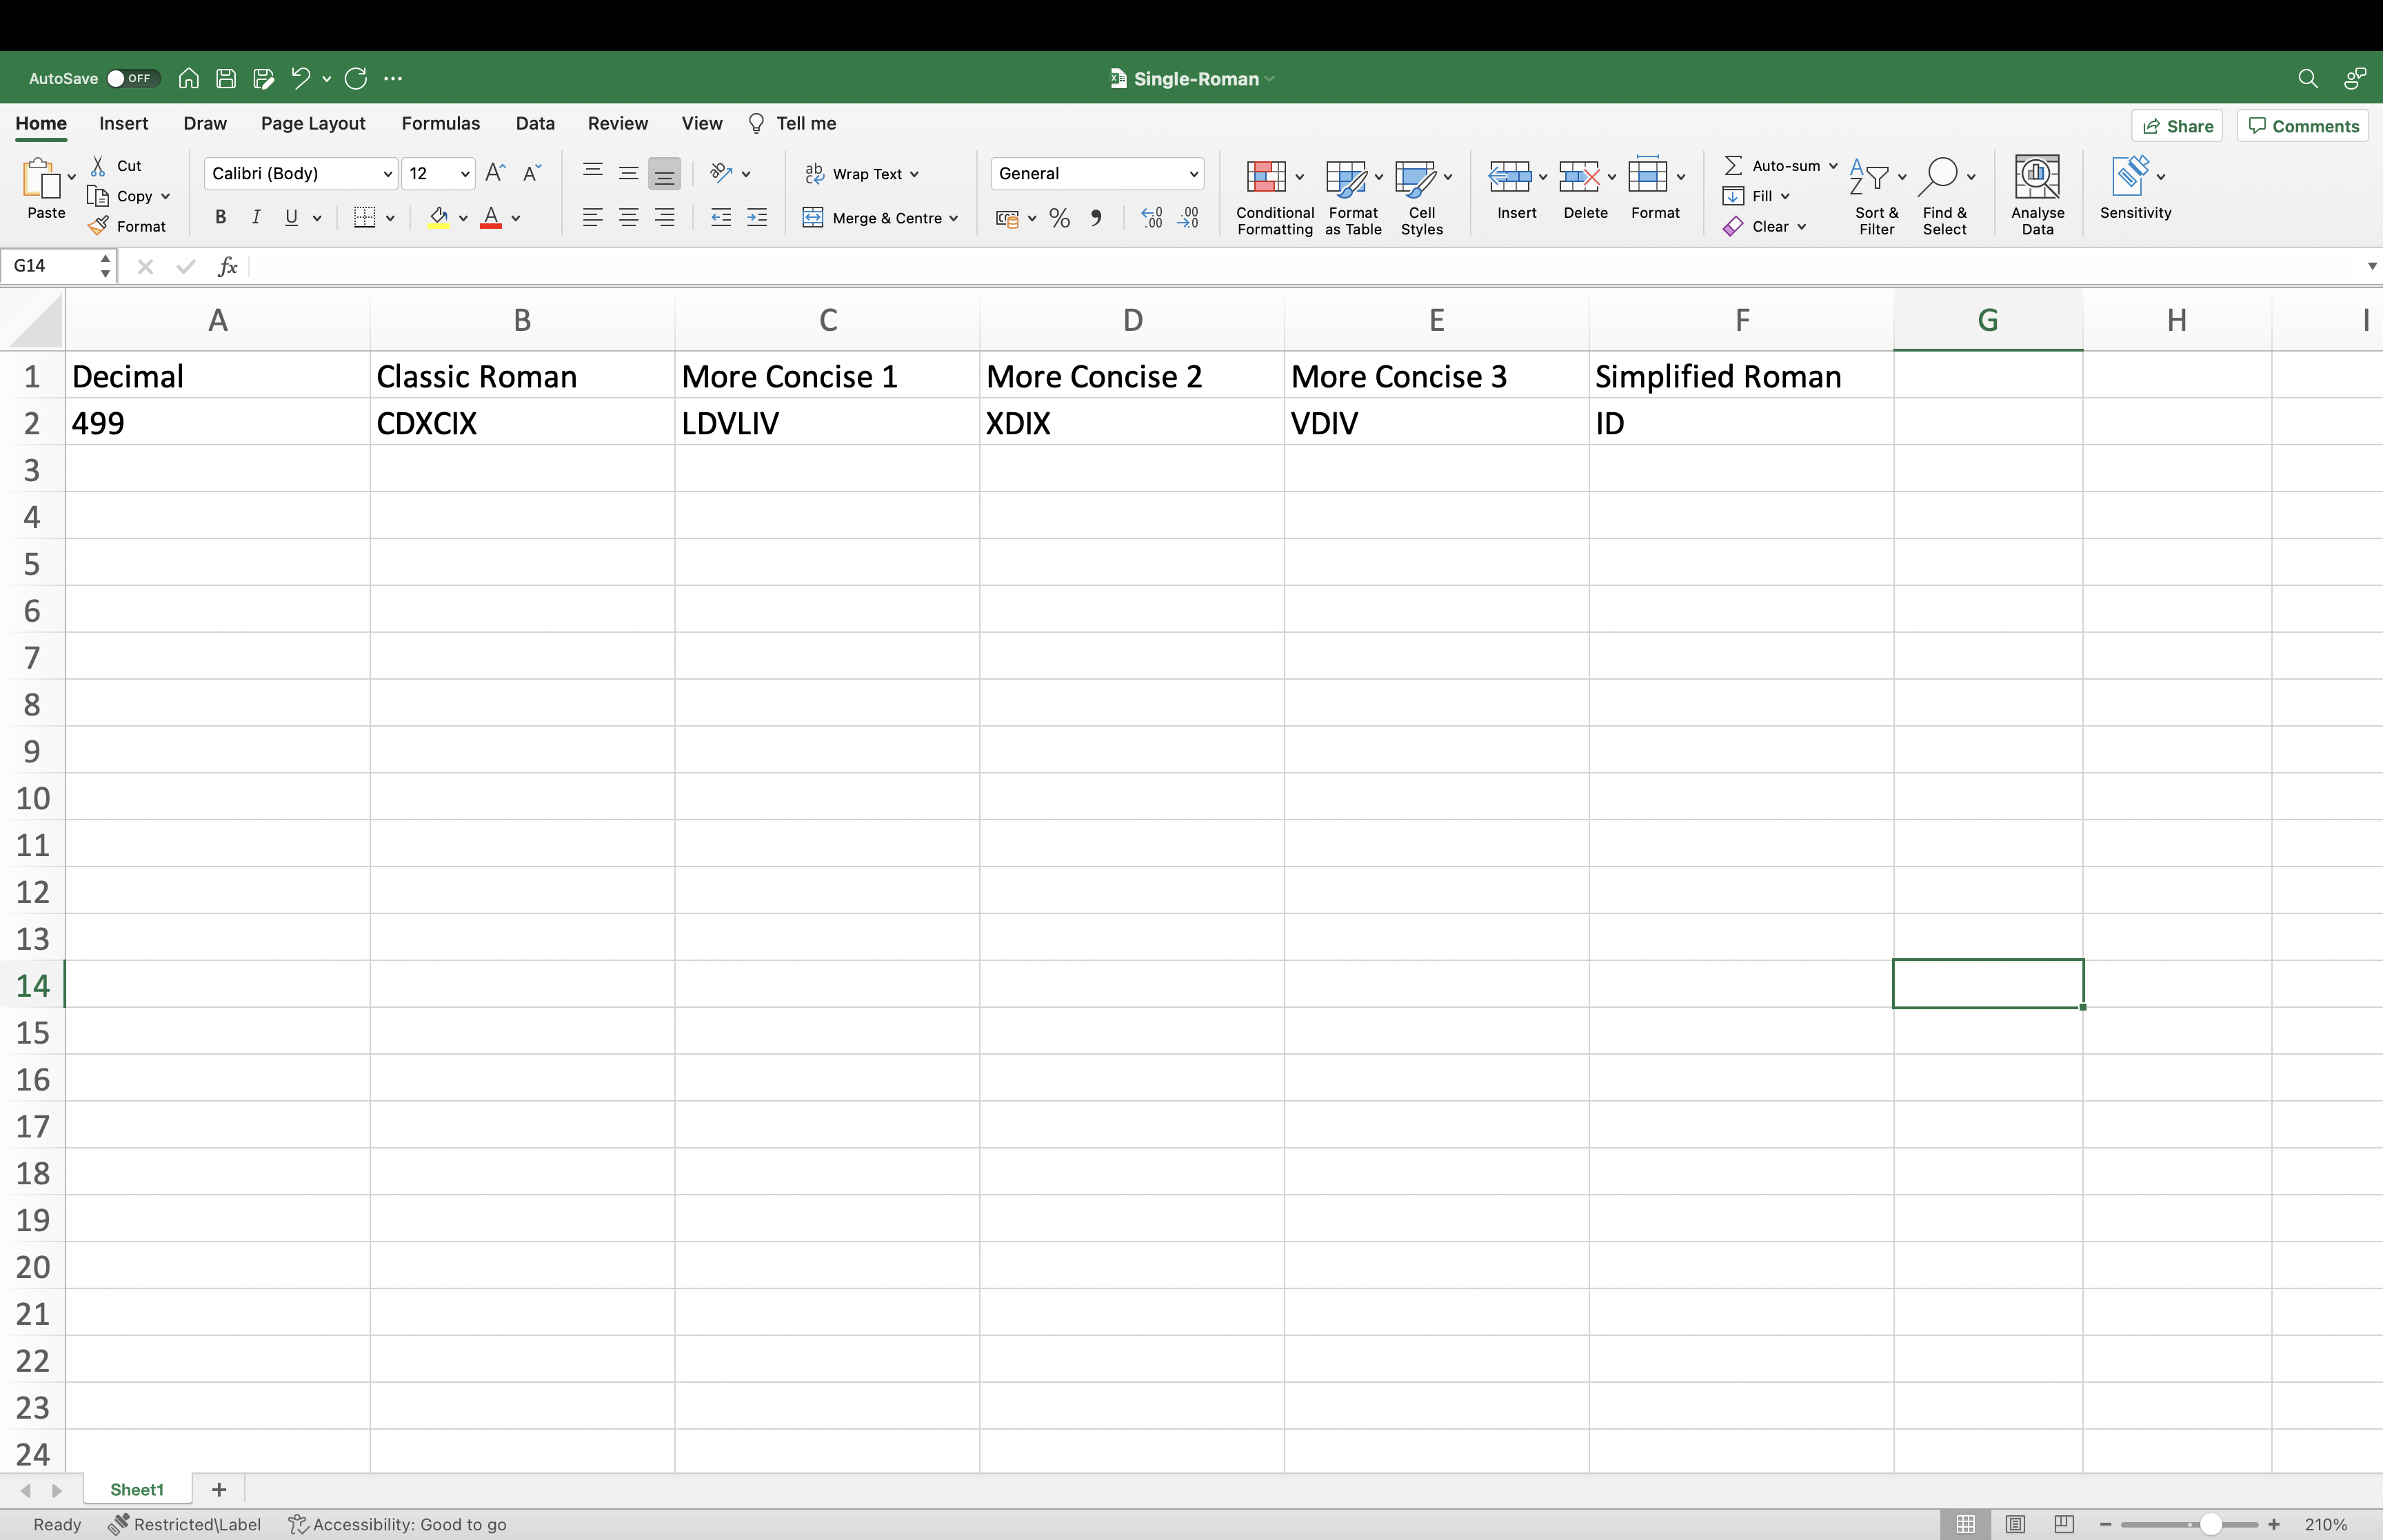 AutoSave OFF Single-Roman
Home Insert Draw Page Layout Formulas Data Review View Tell me Share Comments
Paste Cut Copy Format
Calibri (Body) 12 A A
B I U A
ab c Wrap Text
Merge & Centre
General
% .0 .00 .00 .0
Conditional Formatting
Format as Table
Cell Styles
Insert Delete Format
Auto-sum
Fill
Clear
A Z
Sort & Filter
Find & Select
Analyse Data
Sensitivity
G14 fx
A B C D E F G H I
1 Decimal Classic Roman More Concise 1 More Concise 2 More Concise 3 Simplified Roman
2 499 CDXCIX LDVLIV XDIX VDIV ID
3
4
5
6
7
8
9
10
11
12
13
14
15
16
17
18
19
20
21
22
23
24
Sheet1 +
Ready Restricted\Label Accessibility: Good to go 210%